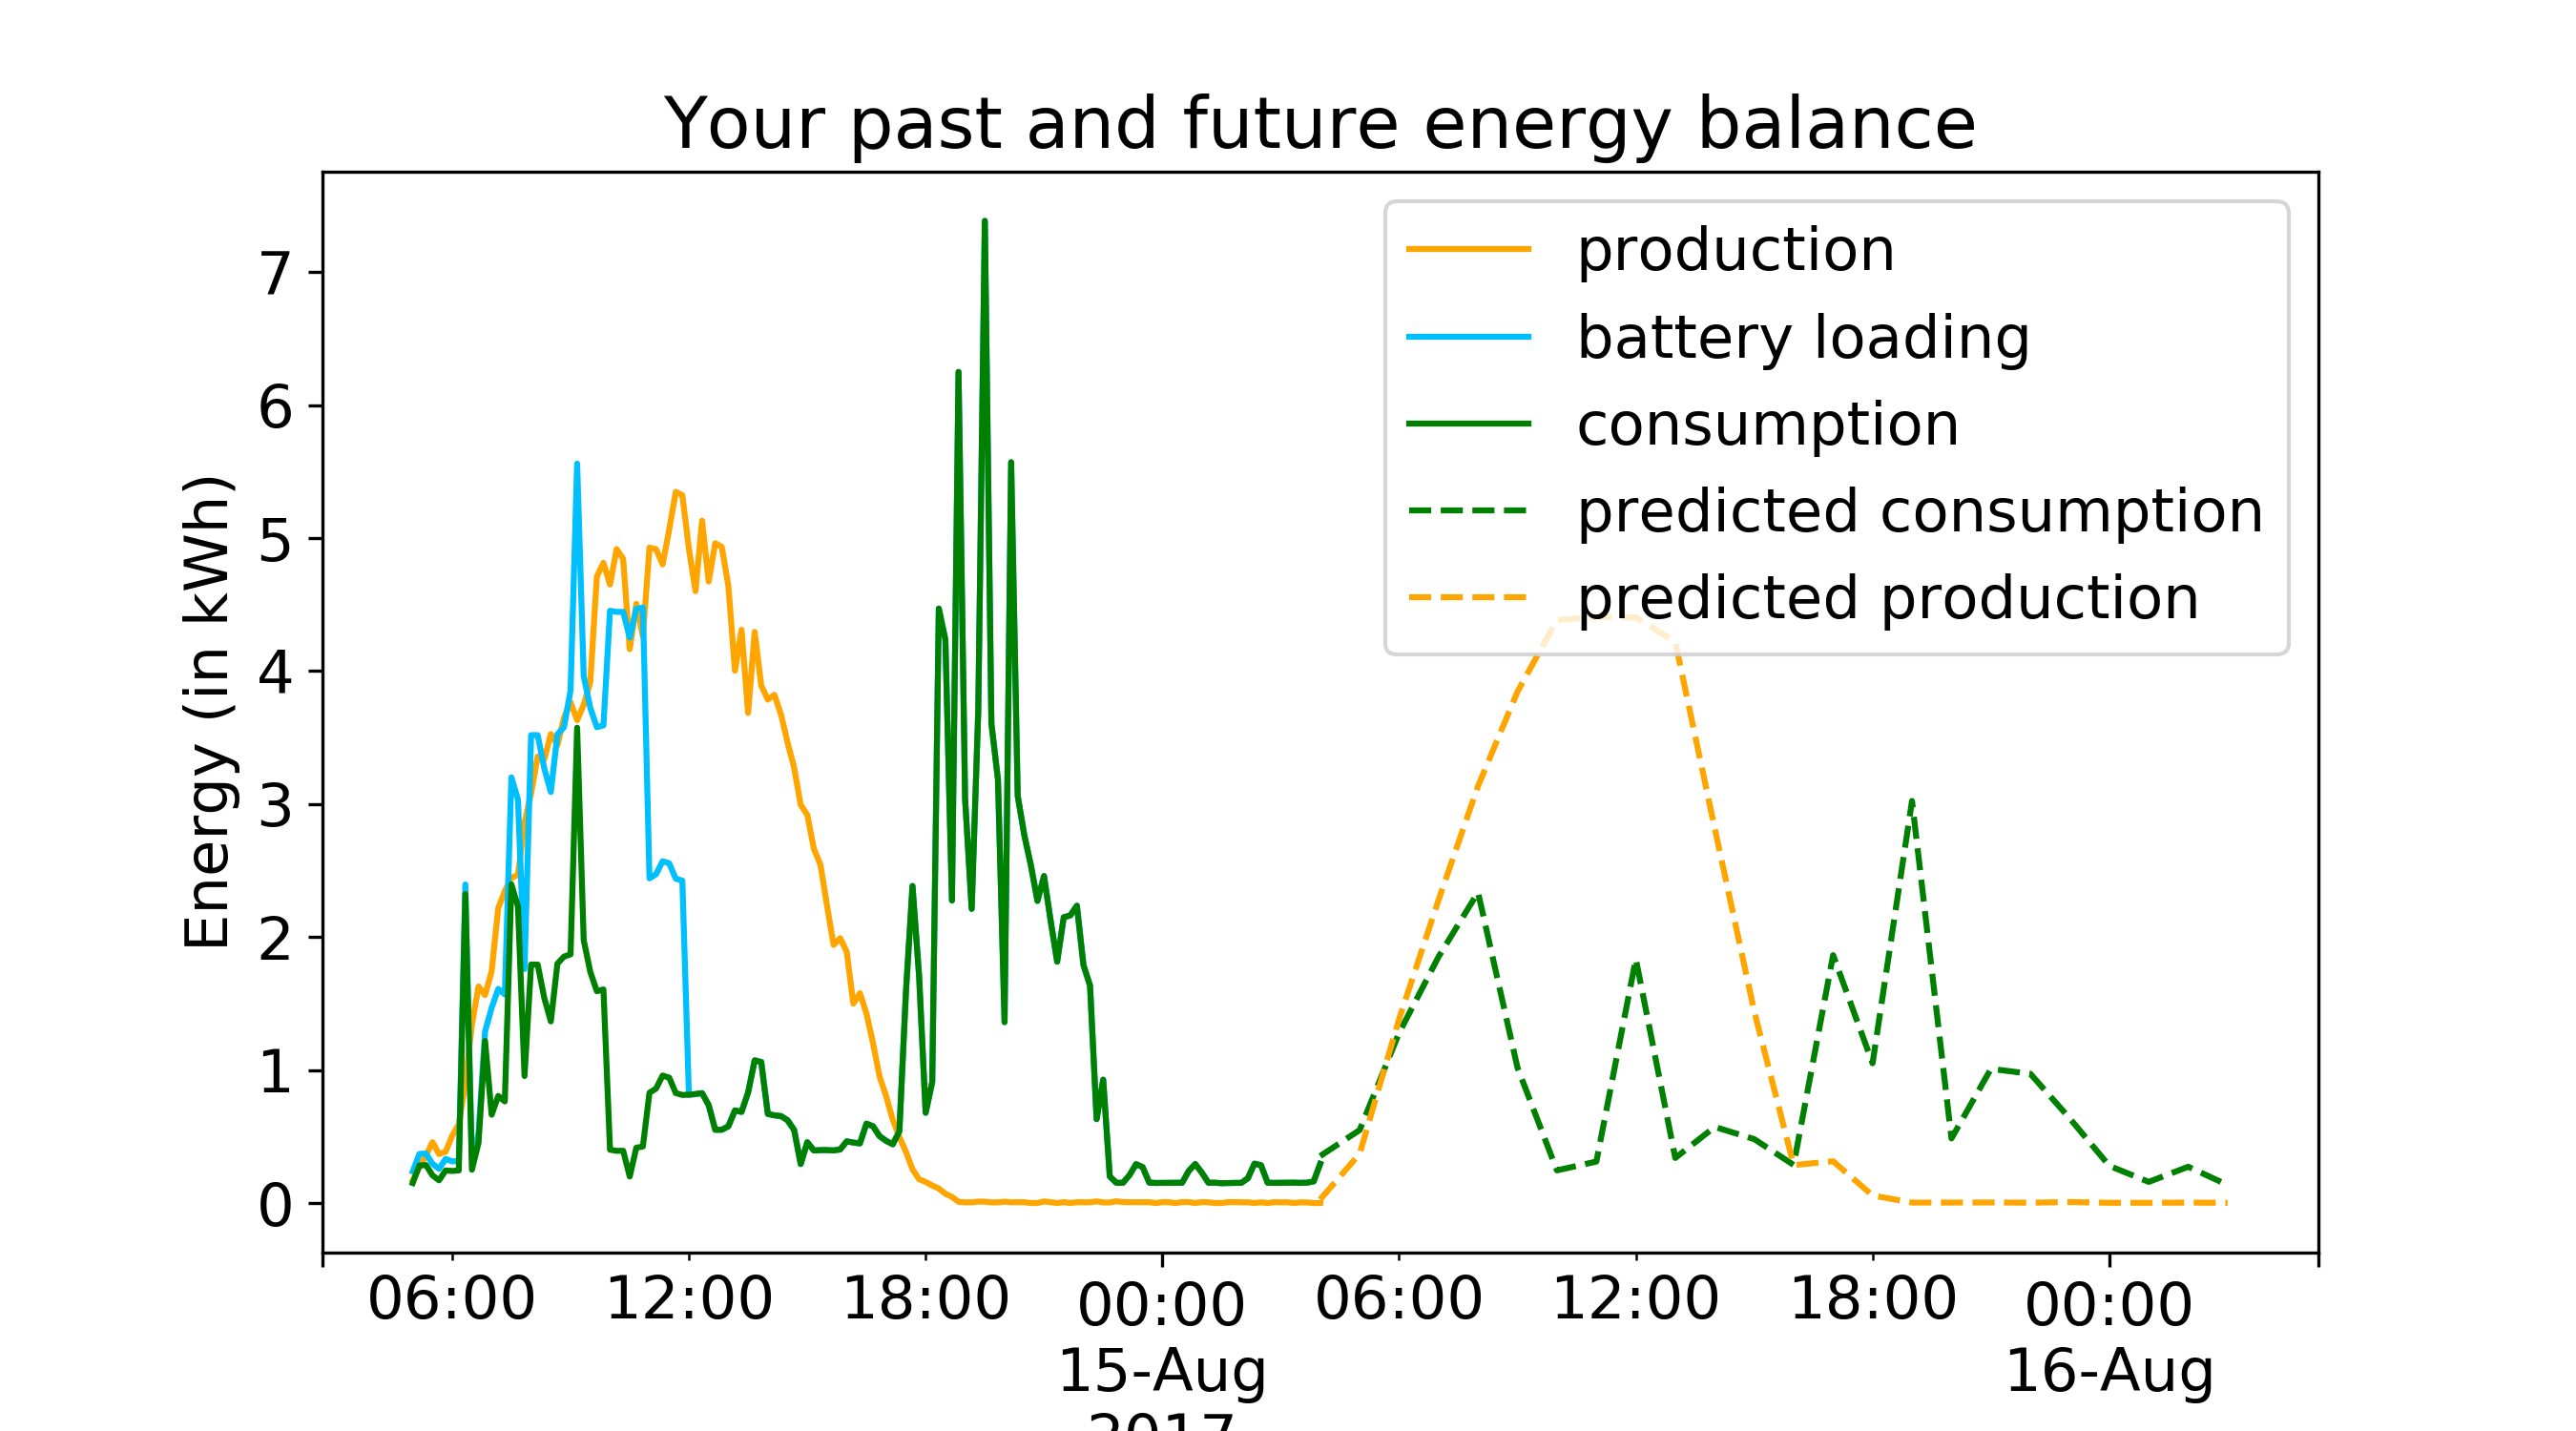 Your past and future energy balance
production
battery loading
consumption
predicted consumption
predicted production
Energy (in kWh)
7
6
5
4
3
2
1
0
06:00 12:00 18:00 00:00 06:00 12:00 18:00 00:00
15-Aug 16-Aug
2017